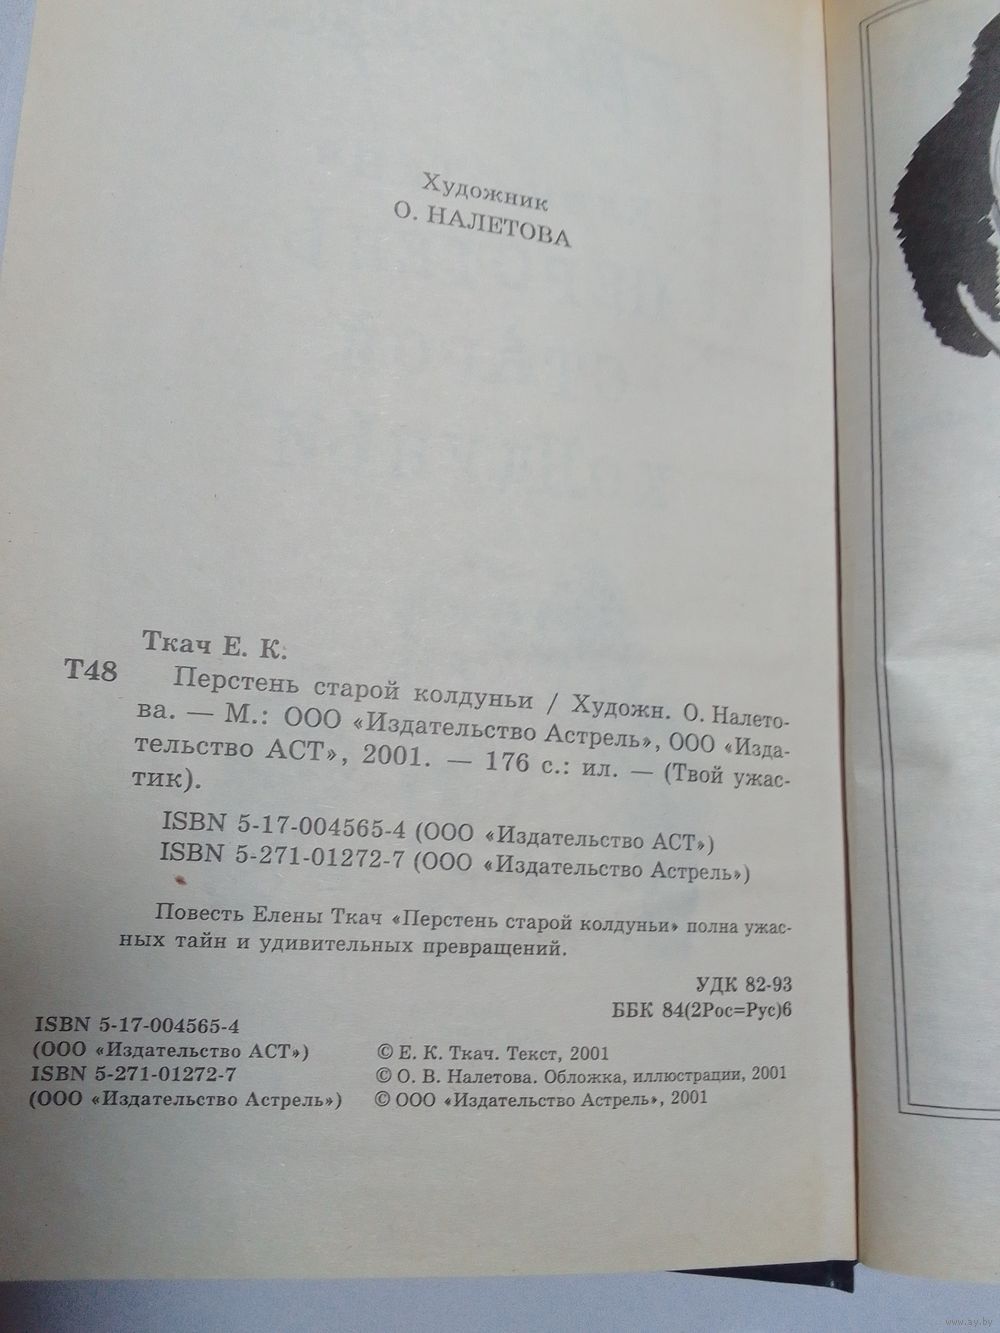 Художник
О. НАЛЕТОВА
Ткач Е. К.
Т48
Перстень старой колдуньи / Художн. О. Налето-
ва. — М.: ООО «Издательство Астрель», ООО «Изда-
тельство АСТ», 2001. — 176 с.: ил. — (Твой ужас-
тик).
ISBN 5-17-004565-4 (ООО «Издательство АСТ»)
ISBN 5-271-01272-7 (ООО «Издательство Астрель»)
Повесть Елены Ткач «Перстень старой колдуньи» полна ужас-
ных тайн и удивительных превращений.
УДК 82-93
ББК 84(2Рос=Рус)6
ISBN 5-17-004565-4
(ООО «Издательство АСТ»)
ISBN 5-271-01272-7
(ООО «Издательство Астрель»)
© Е. К. Ткач. Текст, 2001
© О. В. Налетова. Обложка, иллюстрации, 2001
© ООО «Издательство Астрель», 2001
www.ay.by